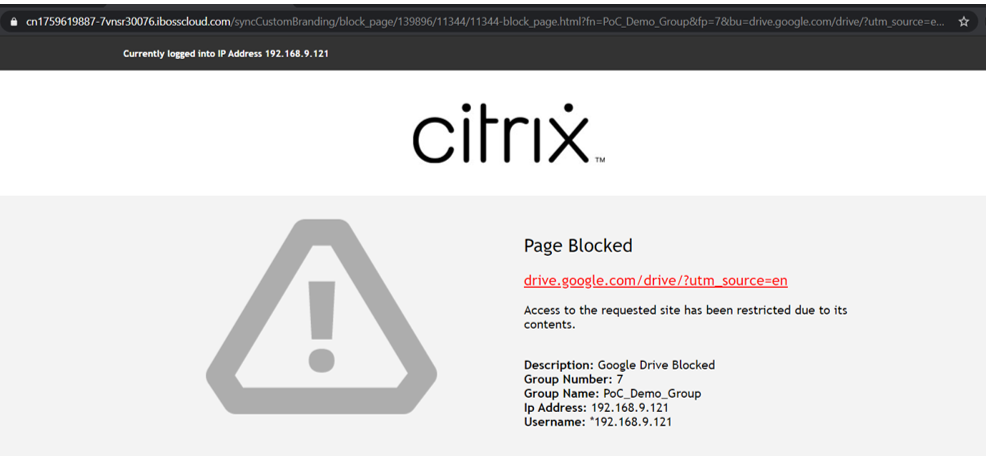 cn1759619887-7vnsr30076.ibosscloud.com/syncCustomBranding/block_page/139896/11344/11344-block_page.html?fn=PoC_Demo_Group&fp=7&bu=drive.google.com/drive/?utm_source=e...
Currently logged into IP Address 192.168.9.121
citrix™
Page Blocked
drive.google.com/drive/?utm_source=en
Access to the requested site has been restricted due to its
contents.
Description: Google Drive Blocked
Group Number: 7
Group Name: PoC_Demo_Group
Ip Address: 192.168.9.121
Username: *192.168.9.121